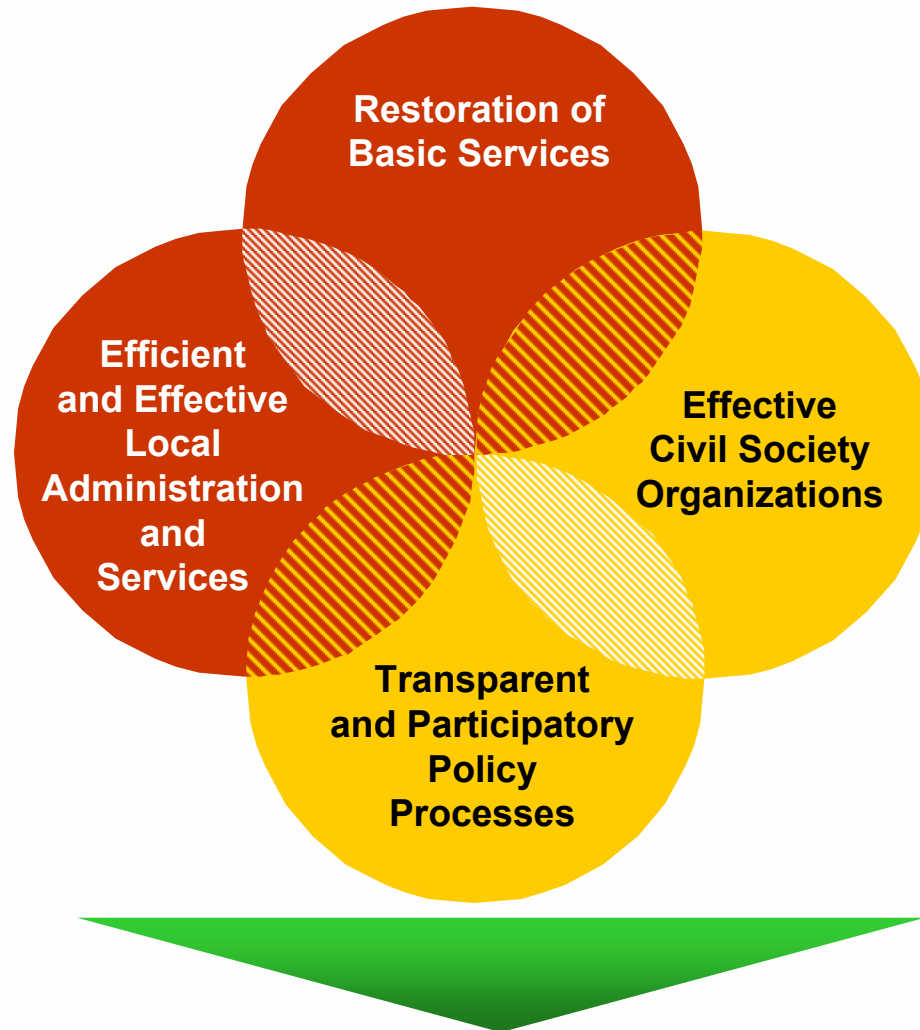 Restoration of
Basic Services
Efficient
and Effective
Local
Administration
and
Services
Effective
Civil Society
Organizations
Transparent
and Participatory
Policy
Processes